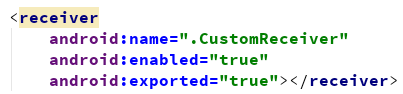 <receiver
    android:name=".CustomReceiver"
    android:enabled="true"
    android:exported="true"></receiver>